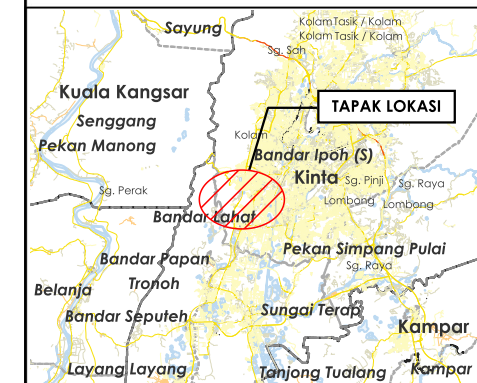 Sayung
Kolam Tasik / Kolam
Kolam Tasik / Kolam
Sg. Sah
Kuala Kangsar
TAPAK LOKASI
Senggang
Kolam
Pekan Manong
Bandar Ipoh (S)
Kinta
Sg. Pinji
Sg. Raya
Sg. Perak
Lombong
Lombong
Bandar Lahat
Pekan Simpang Pulai
Bandar Papan
Sg. Raya
Tronoh
Belanja
Sungai Terap
Bandar Seputeh
Kampar
Layang Layang
Tanjong Tualang
Kampar